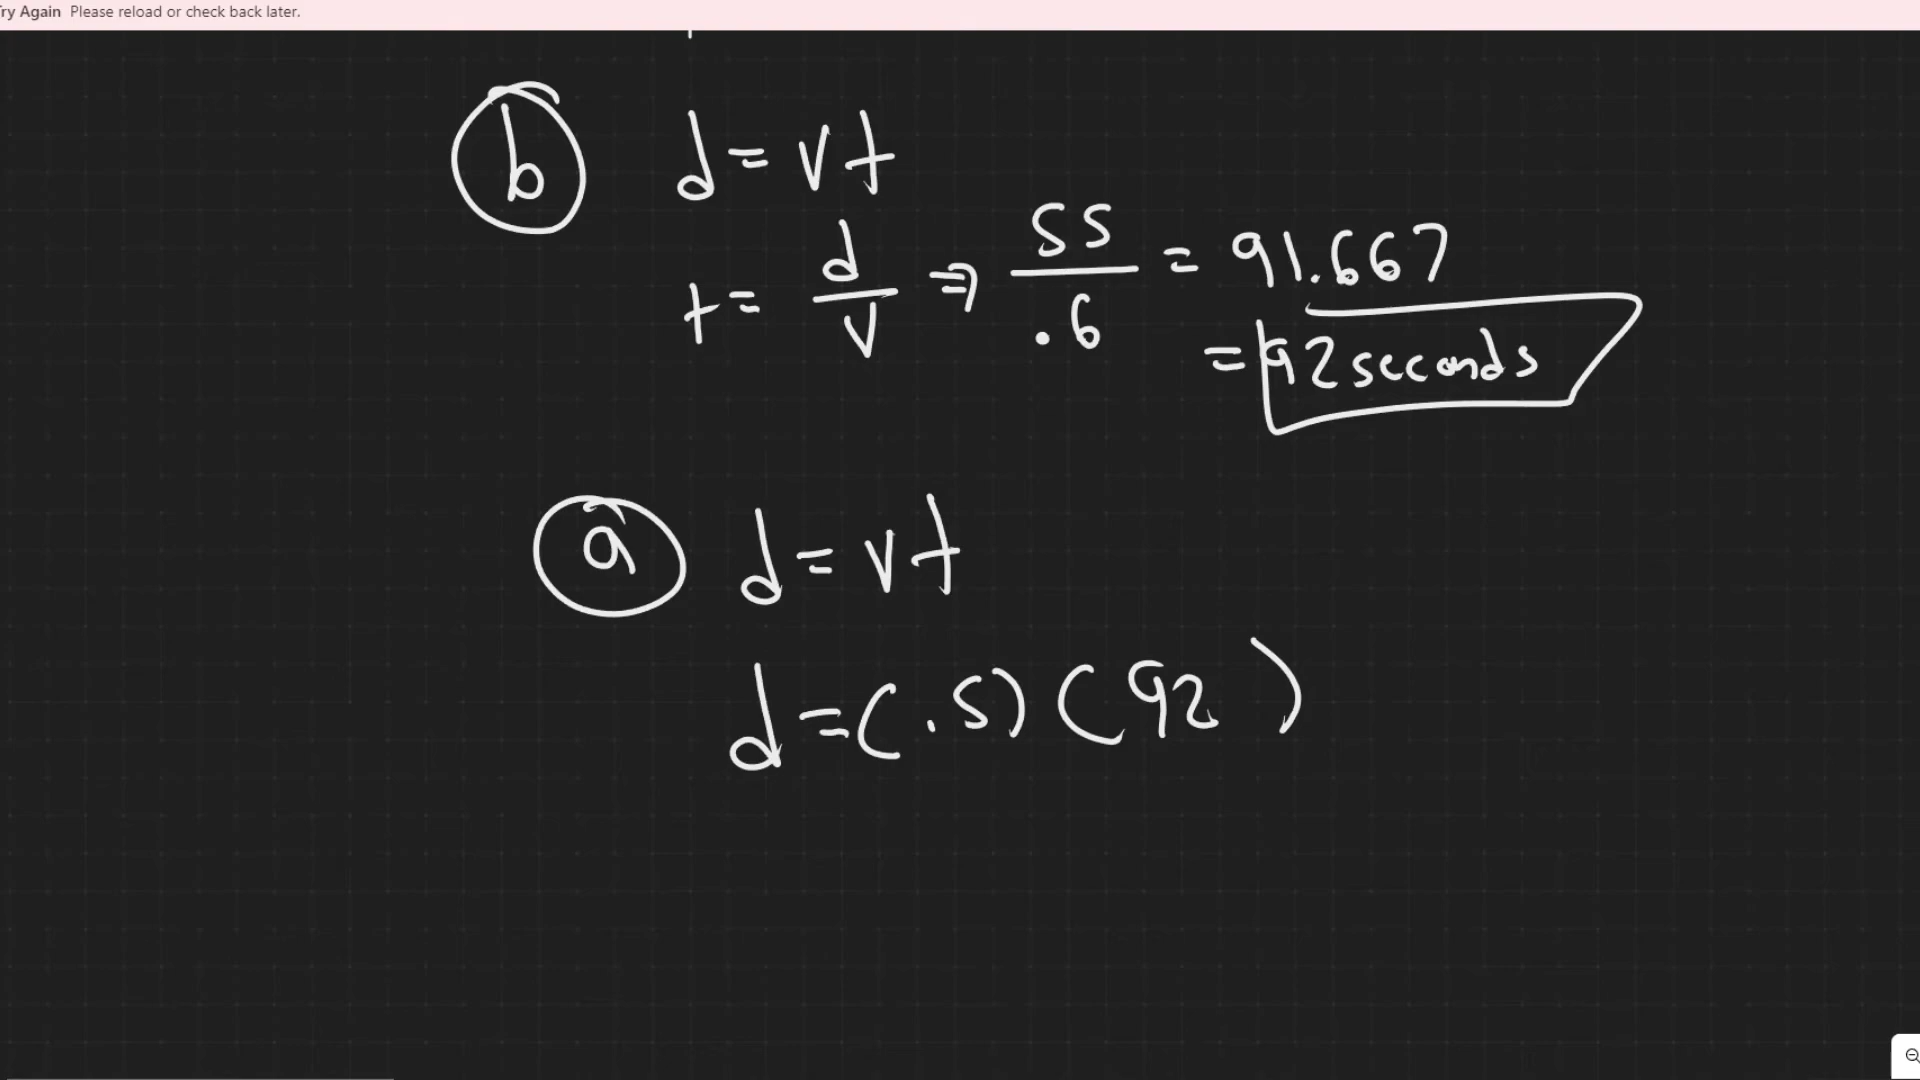 Try Again Please reload or check back later.
b d = vt
t = d/v ⇒ 55/.6 = 91.667
= 92 seconds
a d = vt
d = (.5)(92)